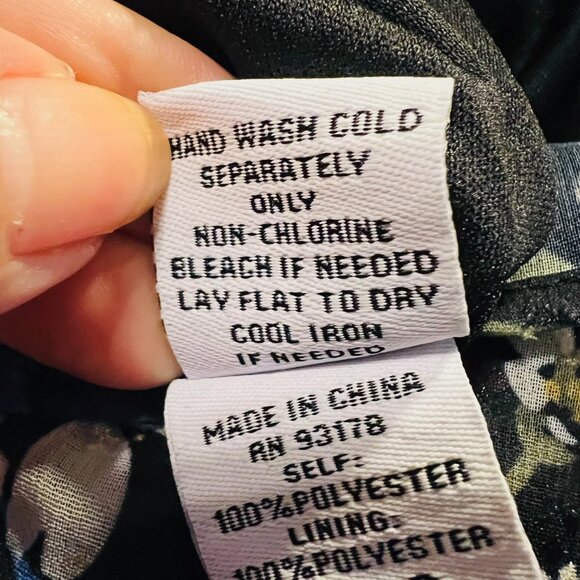 HAND WASH COLD
SEPARATELY
ONLY
NON-CHLORINE
BLEACH IF NEEDED
LAY FLAT TO DRY
COOL IRON
IF NEEDED
MADE IN CHINA
RN 93178
SELF:
100%POLYESTER
LINING:
100%POLYESTER